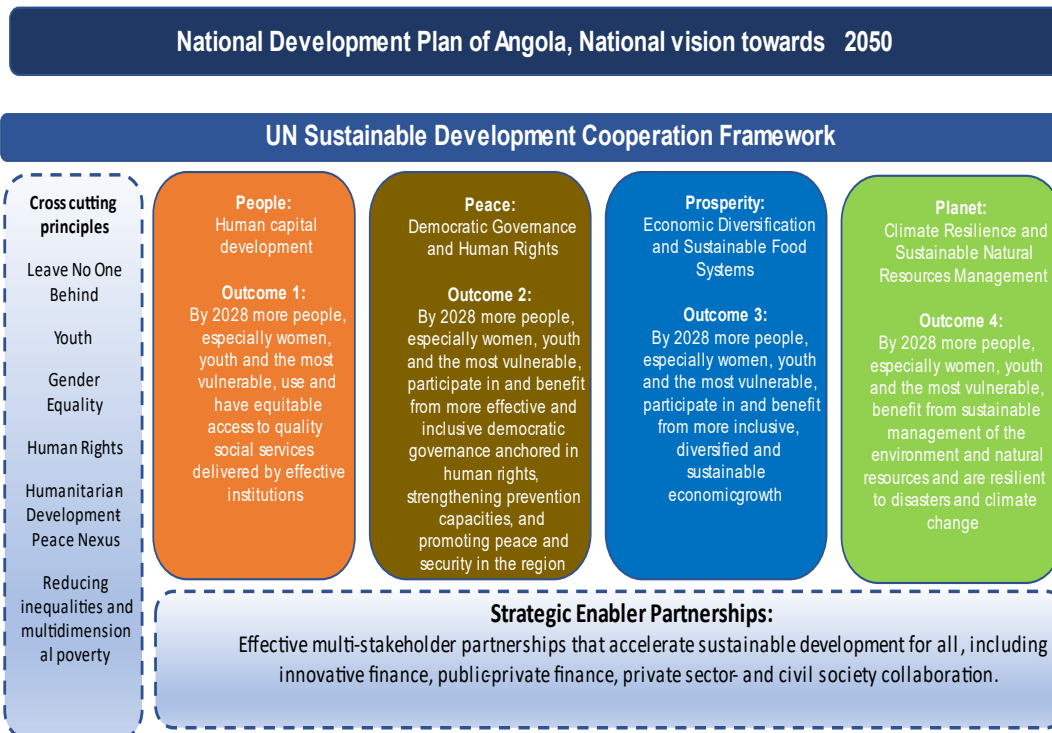 National Development Plan of Angola, National vision towards 2050
UN Sustainable Development Cooperation Framework
Cross cutting
principles
Leave No One
Behind
Youth
Gender
Equality
Human Rights
Humanitarian
Development
Peace Nexus
Reducing
inequalities and
multidimension
al poverty
People:
Human capital
development
Outcome 1:
By 2028 more people,
especially women,
youth and the most
vulnerable, use and
have equitable
access to quality
social services
delivered by effective
institutions
Peace:
Democratic Governance
and Human Rights
Outcome 2:
By 2028 more people,
especially women, youth
and the most vulnerable,
participate in and benefit
from more effective and
inclusive democratic
governance anchored in
human rights,
strengthening prevention
capacities, and
promoting peace and
security in the region
Prosperity:
Economic Diversification
and Sustainable Food
Systems
Outcome 3:
By 2028 more people,
especially women, youth
and the most vulnerable,
participate in and benefit
from more inclusive,
diversified and
sustainable
economicgrowth
Planet:
Climate Resilience and
Sustainable Natural
Resources Management
Outcome 4:
By 2028 more people,
especially women, youth
and the most vulnerable,
benefit from sustainable
management of the
environment and natural
resources and are resilient
to disasters and climate
change
Strategic Enabler Partnerships:
Effective multi-stakeholder partnerships that accelerate sustainable development for all, including
innovative finance, public-private finance, private sector- and civil society collaboration.